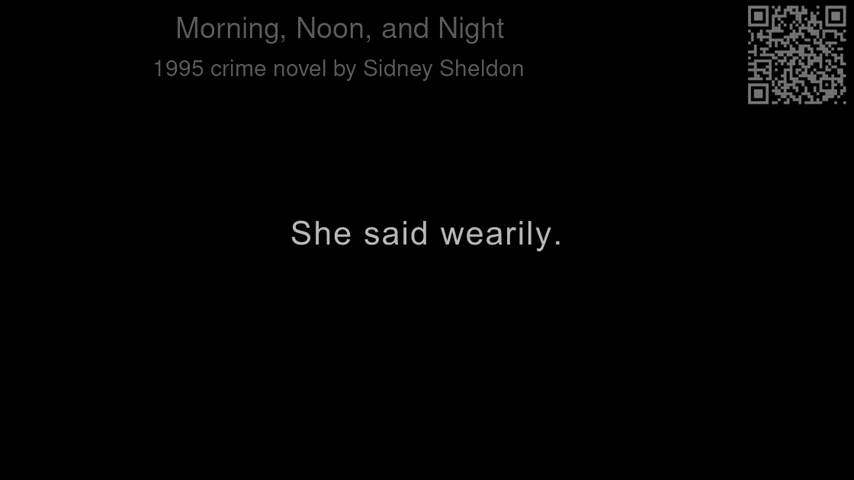 Morning, Noon, and Night
1995 crime novel by Sidney Sheldon
She said wearily.